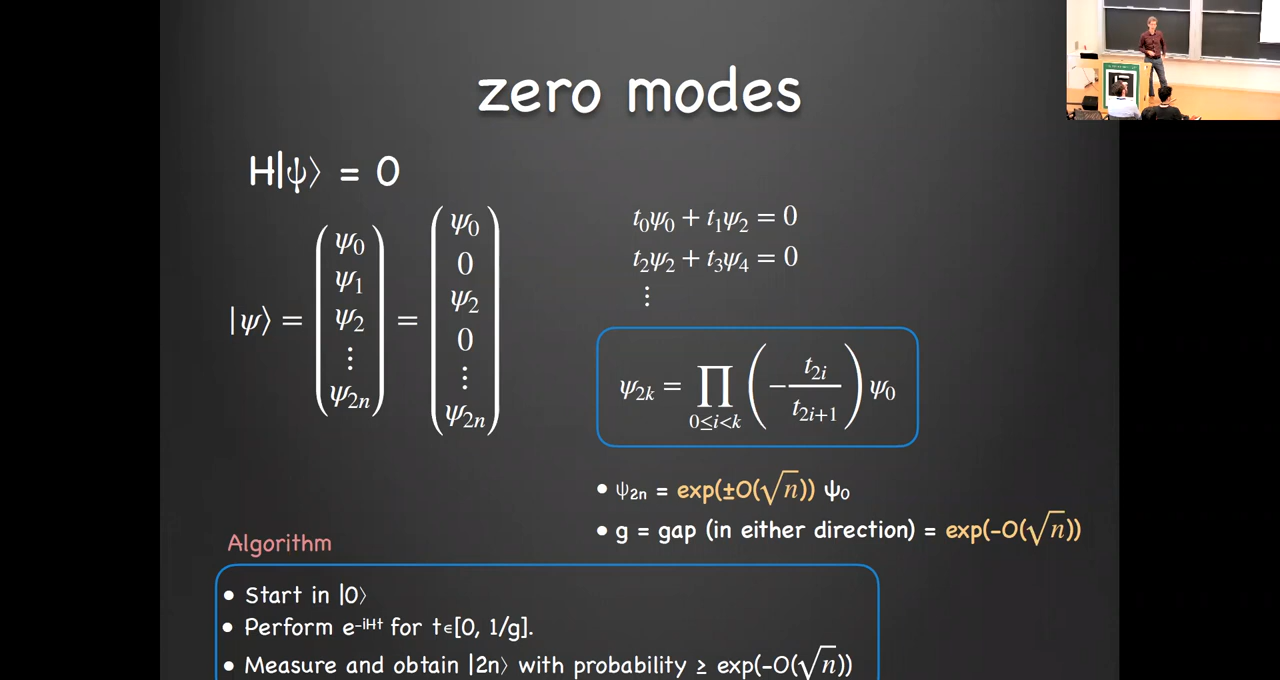 zero modes
H|ψ⟩ = 0
|ψ⟩ = (ψ₀ ψ₁ ψ₂ ⋮ ψ₂ₙ) = (ψ₀ 0 ψ₂ 0 ⋮ ψ₂ₙ)
t₀ψ₀ + t₁ψ₂ = 0
t₂ψ₂ + t₃ψ₄ = 0
⋮
ψ₂ₖ = ∏_{0≤i<k} (− t₂ᵢ / t₂ᵢ₊₁) ψ₀
• ψ₂ₙ = exp(±O(√n)) ψ₀
• g = gap (in either direction) = exp(-O(√n))
Algorithm
• Start in |0⟩
• Perform e⁻ⁱᴴᵗ for t∈[0, 1/g].
• Measure and obtain |2n⟩ with probability ≥ exp(-O(√n))